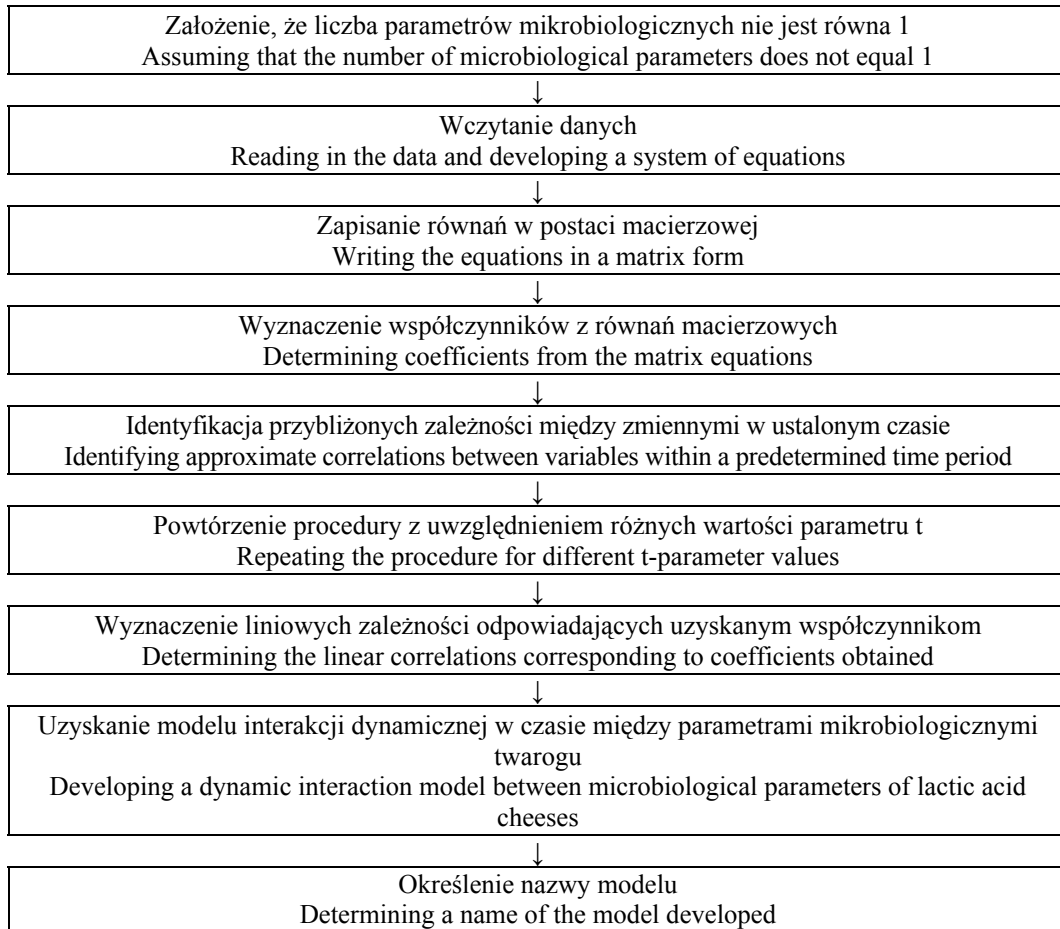 Założenie, że liczba parametrów mikrobiologicznych nie jest równa 1
Assuming that the number of microbiological parameters does not equal 1
↓
Wczytanie danych
Reading in the data and developing a system of equations
↓
Zapisanie równań w postaci macierzowej
Writing the equations in a matrix form
↓
Wyznaczenie współczynników z równań macierzowych
Determining coefficients from the matrix equations
↓
Identyfikacja przybliżonych zależności między zmiennymi w ustalonym czasie
Identifying approximate correlations between variables within a predetermined time period
↓
Powtórzenie procedury z uwzględnieniem różnych wartości parametru t
Repeating the procedure for different t-parameter values
↓
Wyznaczenie liniowych zależności odpowiadających uzyskanym współczynnikom
Determining the linear correlations corresponding to coefficients obtained
↓
Uzyskanie modelu interakcji dynamicznej w czasie między parametrami mikrobiologicznymi
twarogu
Developing a dynamic interaction model between microbiological parameters of lactic acid
cheeses
↓
Określenie nazwy modelu
Determining a name of the model developed